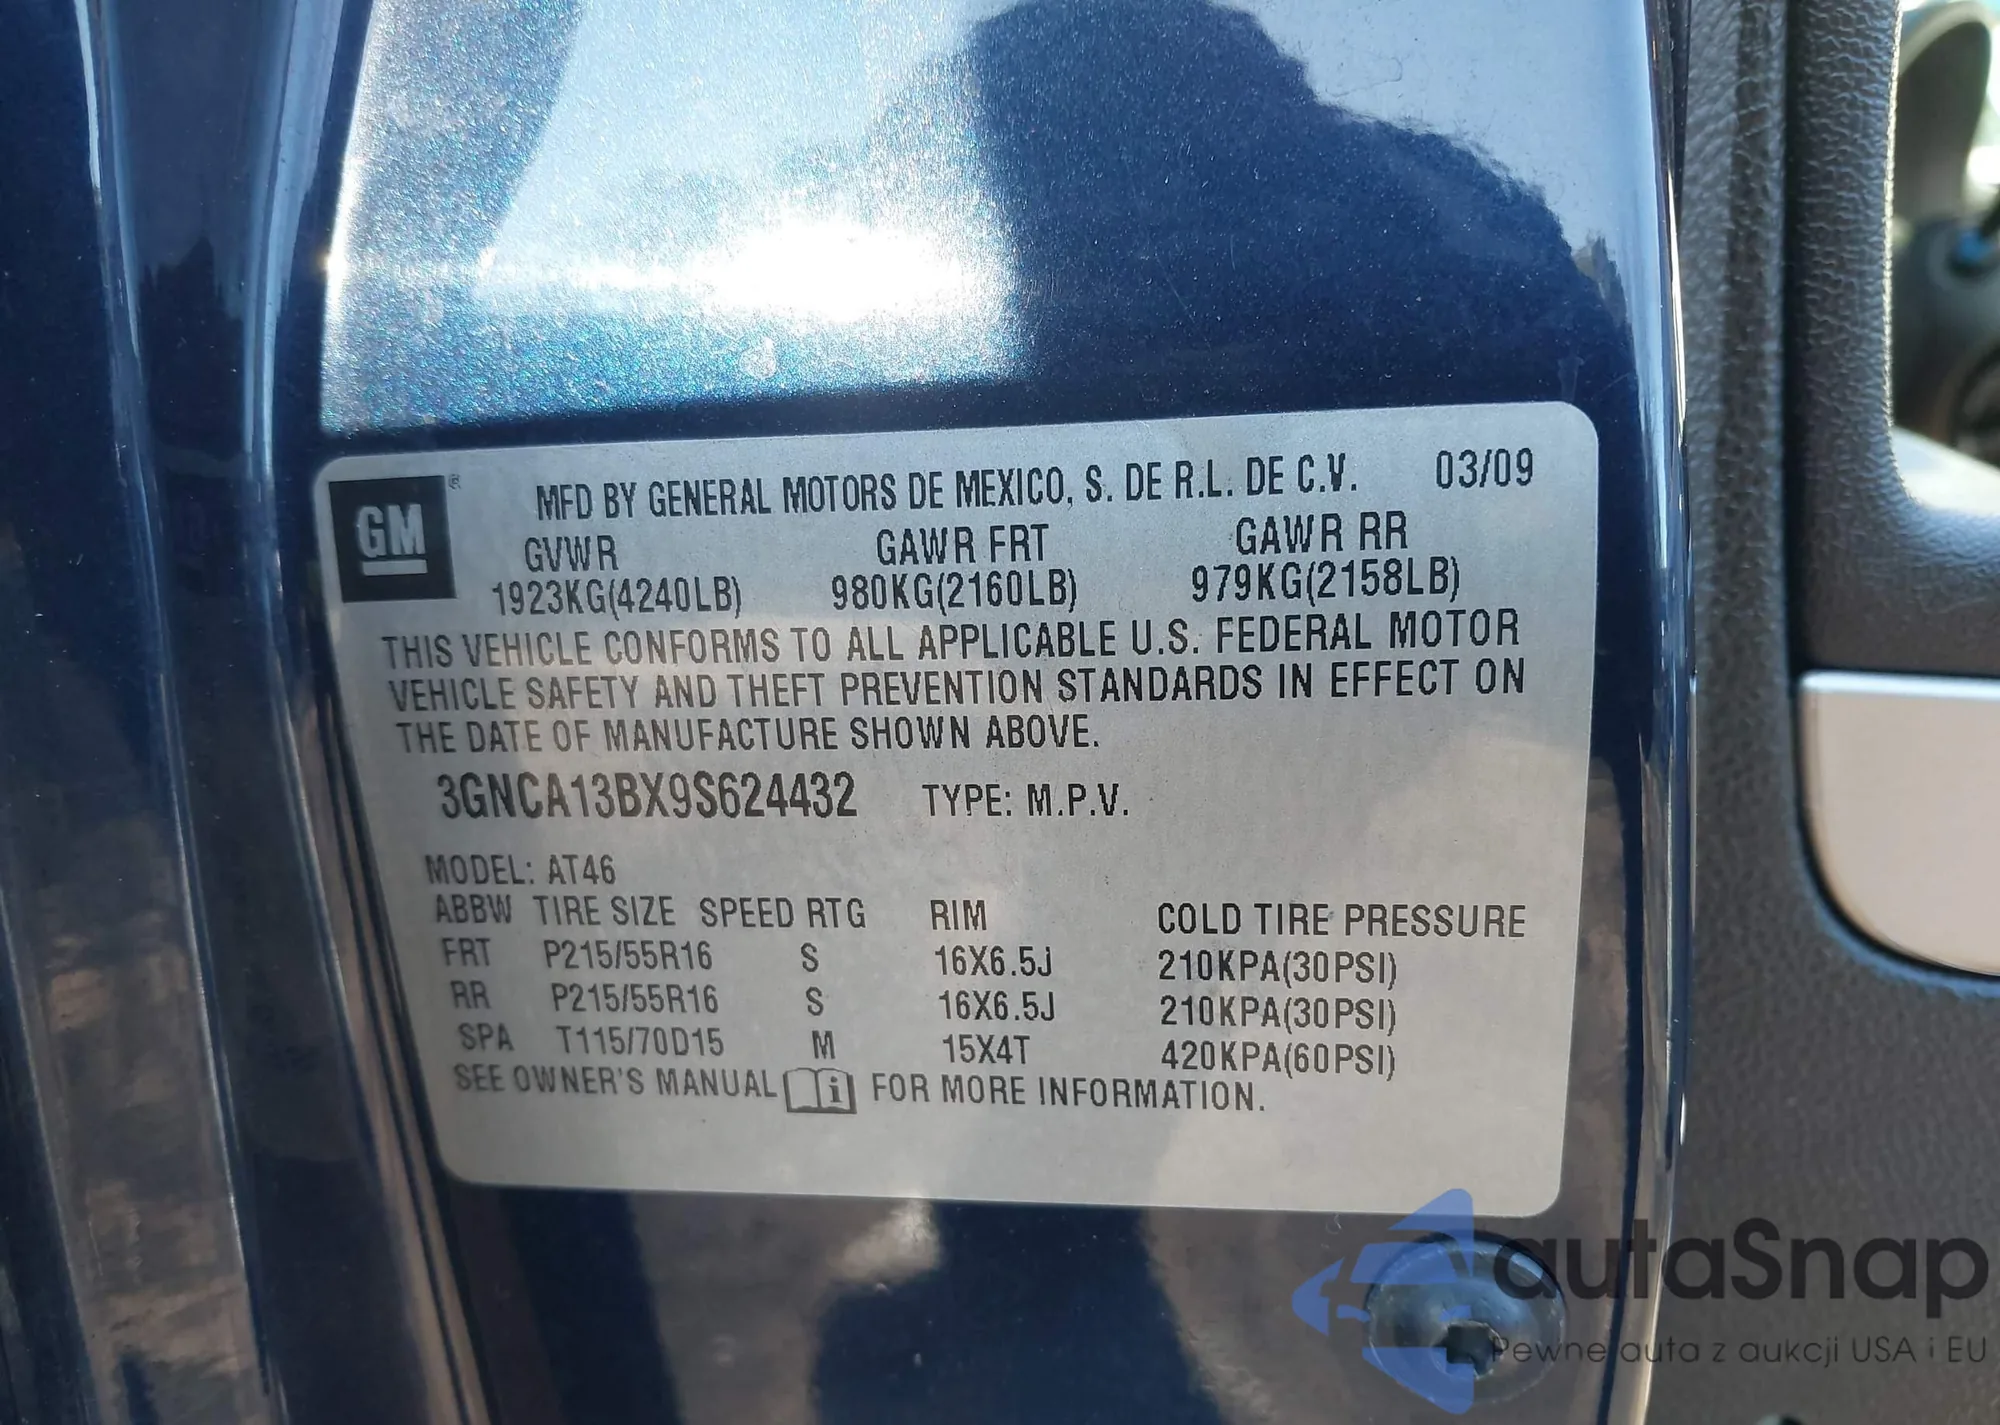 GM ®
MFD BY GENERAL MOTORS DE MEXICO, S. DE R.L. DE C.V. 03/09
GVWR GAWR FRT GAWR RR
1923KG(4240LB) 980KG(2160LB) 979KG(2158LB)
THIS VEHICLE CONFORMS TO ALL APPLICABLE U.S. FEDERAL MOTOR
VEHICLE SAFETY AND THEFT PREVENTION STANDARDS IN EFFECT ON
THE DATE OF MANUFACTURE SHOWN ABOVE.
3GNCA13BX9S624432 TYPE: M.P.V.
MODEL: AT46
ABBW TIRE SIZE SPEED RTG RIM COLD TIRE PRESSURE
FRT P215/55R16 S 16X6.5J 210KPA(30PSI)
RR P215/55R16 S 16X6.5J 210KPA(30PSI)
SPA T115/70D15 M 15X4T 420KPA(60PSI)
SEE OWNER'S MANUAL i FOR MORE INFORMATION.
autaSnap
Pewne auta z aukcji USA i EU